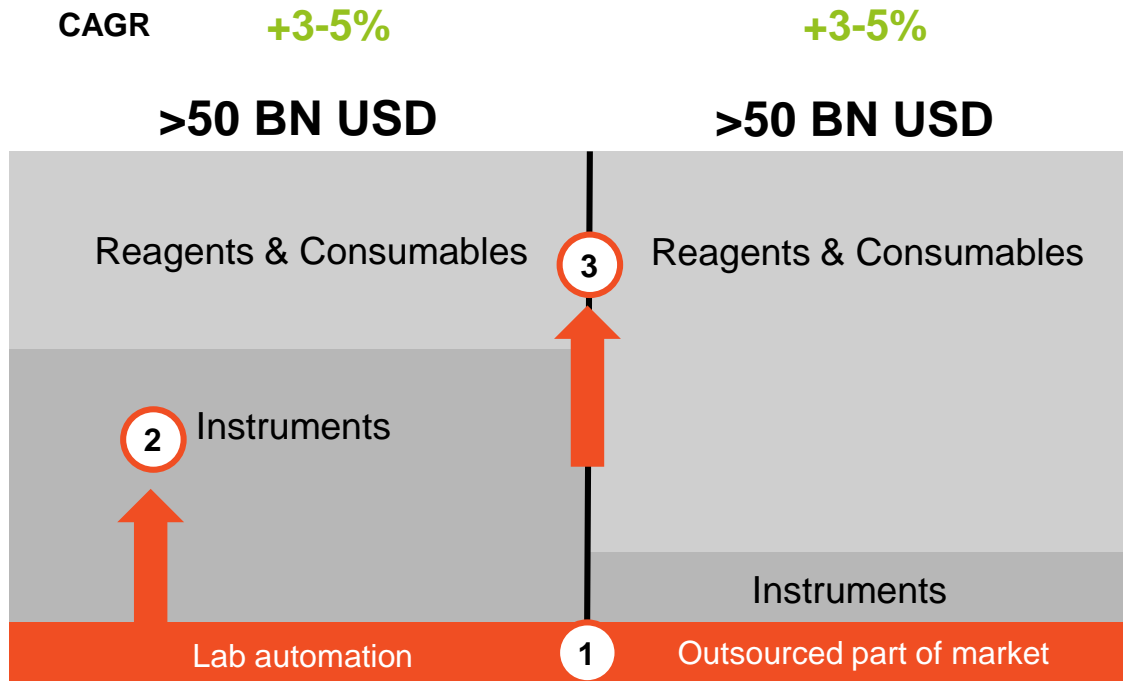 CAGR +3-5% +3-5%
>50 BN USD >50 BN USD
Reagents & Consumables 3 Reagents & Consumables
2 Instruments
Instruments
Lab automation 1 Outsourced part of market